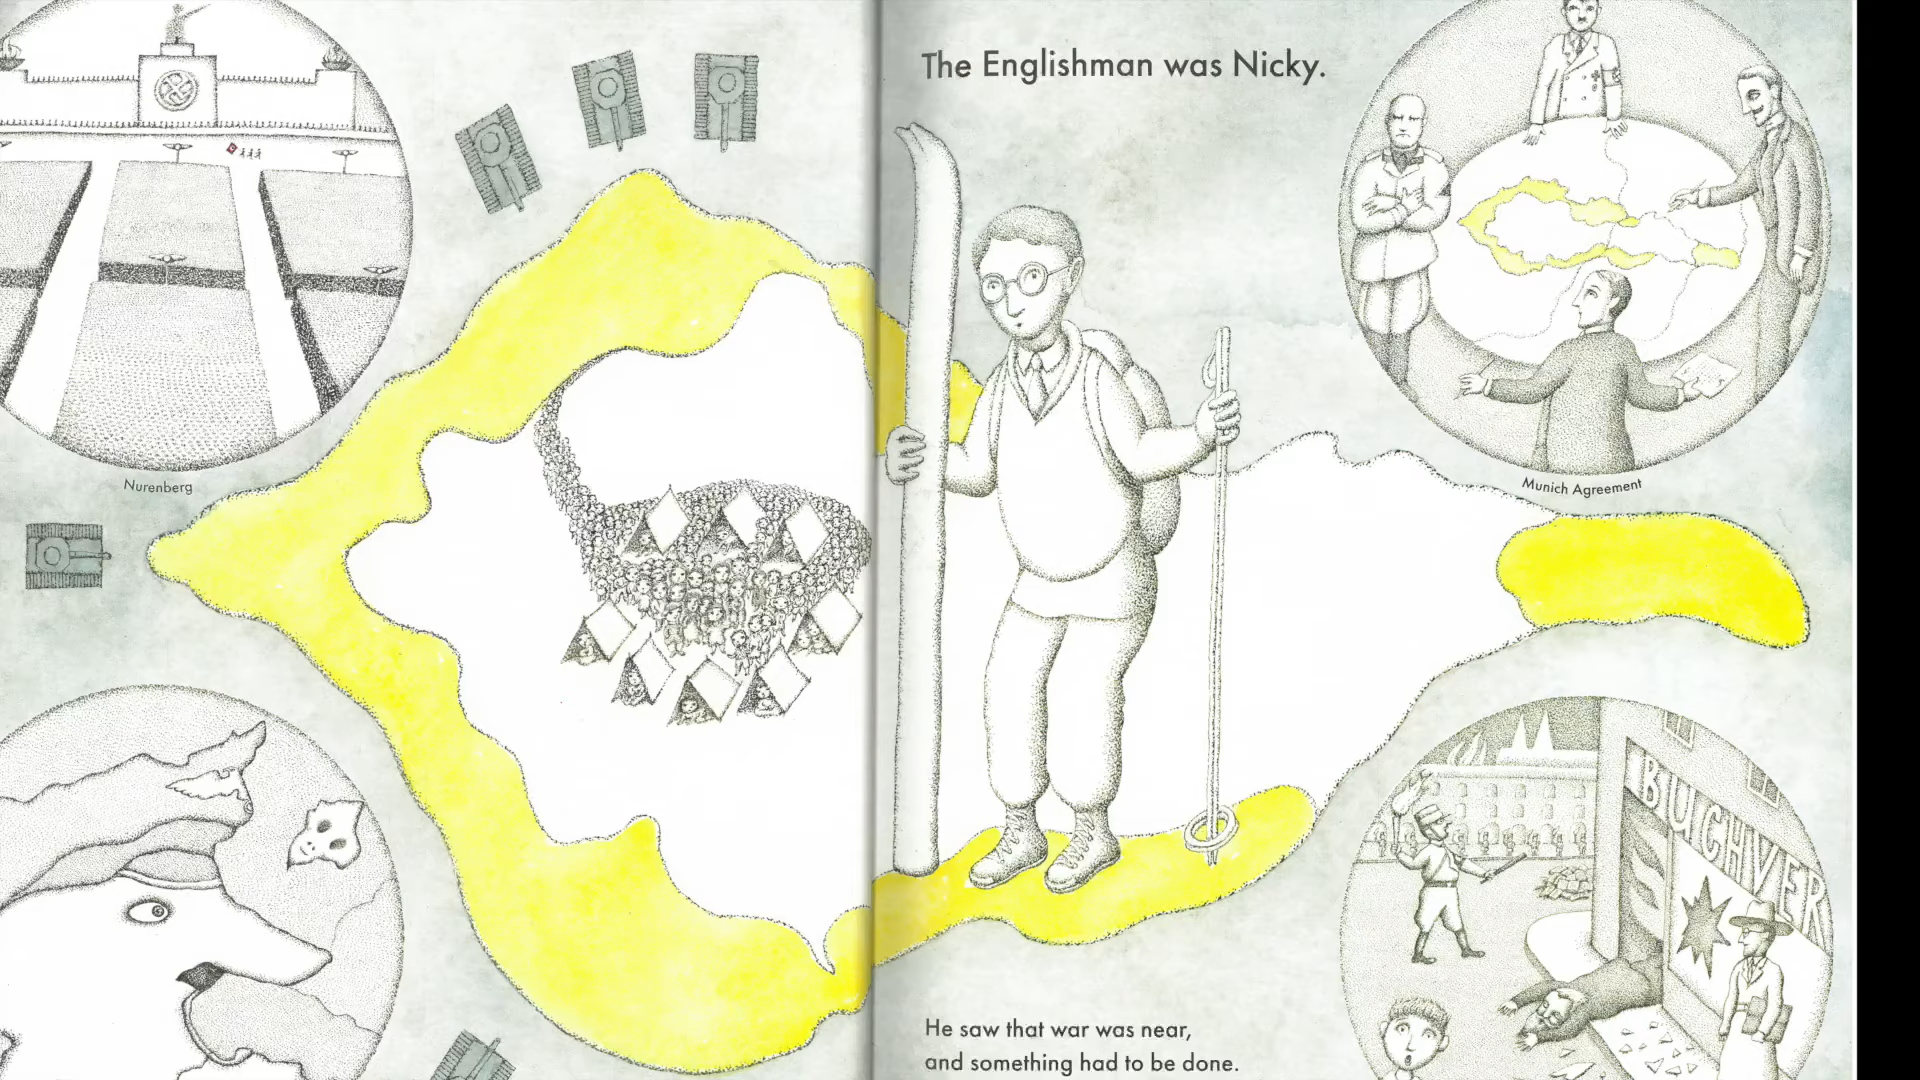 Nurenberg
The Englishman was Nicky.
Munich Agreement
BUCHVER
He saw that war was near,
and something had to be done.